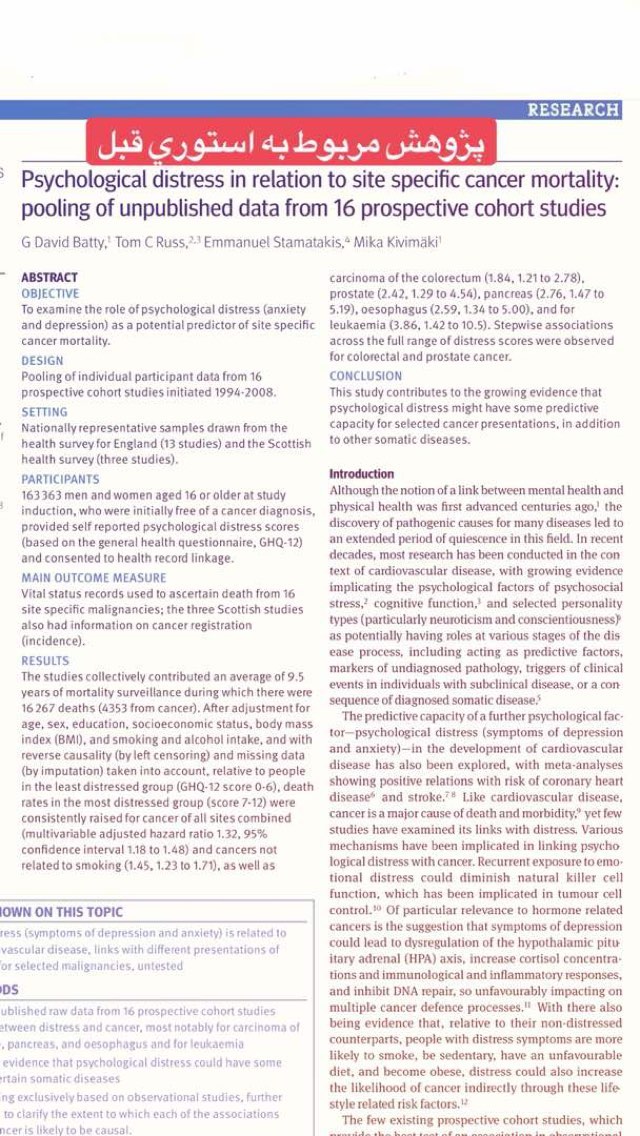 RESEARCH
پژوهش مربوط به استوري قبل
Psychological distress in relation to site specific cancer mortality:
pooling of unpublished data from 16 prospective cohort studies
G David Batty,¹ Tom C Russ,²,³ Emmanuel Stamatakis,⁴ Mika Kivimäki¹
ABSTRACT
OBJECTIVE
To examine the role of psychological distress (anxiety
and depression) as a potential predictor of site specific
cancer mortality.
DESIGN
Pooling of individual participant data from 16
prospective cohort studies initiated 1994-2008.
SETTING
Nationally representative samples drawn from the
health survey for England (13 studies) and the Scottish
health survey (three studies).
PARTICIPANTS
163 363 men and women aged 16 or older at study
induction, who were initially free of a cancer diagnosis,
provided self reported psychological distress scores
(based on the general health questionnaire, GHQ-12)
and consented to health record linkage.
MAIN OUTCOME MEASURE
Vital status records used to ascertain death from 16
site specific malignancies; the three Scottish studies
also had information on cancer registration
(incidence).
RESULTS
The studies collectively contributed an average of 9.5
years of mortality surveillance during which there were
16 267 deaths (4353 from cancer). After adjustment for
age, sex, education, socioeconomic status, body mass
index (BMI), and smoking and alcohol intake, and with
reverse causality (by left censoring) and missing data
(by imputation) taken into account, relative to people
in the least distressed group (GHQ-12 score 0-6), death
rates in the most distressed group (score 7-12) were
consistently raised for cancer of all sites combined
(multivariable adjusted hazard ratio 1.32, 95%
confidence interval 1.18 to 1.48) and cancers not
related to smoking (1.45, 1.23 to 1.71), as well as
carcinoma of the colorectum (1.84, 1.21 to 2.78),
prostate (2.42, 1.29 to 4.54), pancreas (2.76, 1.47 to
5.19), oesophagus (2.59, 1.34 to 5.00), and for
leukaemia (3.86, 1.42 to 10.5). Stepwise associations
across the full range of distress scores were observed
for colorectal and prostate cancer.
CONCLUSION
This study contributes to the growing evidence that
psychological distress might have some predictive
capacity for selected cancer presentations, in addition
to other somatic diseases.
Introduction
Although the notion of a link between mental health and
physical health was first advanced centuries ago,¹ the
discovery of pathogenic causes for many diseases led to
an extended period of quiescence in this field. In recent
decades, most research has been conducted in the con
text of cardiovascular disease, with growing evidence
implicating the psychological factors of psychosocial
stress,² cognitive function,³ and selected personality
types (particularly neuroticism and conscientiousness)
as potentially having roles at various stages of the dis
ease process, including acting as predictive factors,
markers of undiagnosed pathology, triggers of clinical
events in individuals with subclinical disease, or a con
sequence of diagnosed somatic disease.⁵
The predictive capacity of a further psychological fac
tor—psychological distress (symptoms of depression
and anxiety)—in the development of cardiovascular
disease has also been explored, with meta-analyses
showing positive relations with risk of coronary heart
disease⁶ and stroke.⁷ ⁸ Like cardiovascular disease,
cancer is a major cause of death and morbidity,⁹ yet few
studies have examined its links with distress. Various
mechanisms have been implicated in linking psycho
logical distress with cancer. Recurrent exposure to emo
tional distress could diminish natural killer cell
function, which has been implicated in tumour cell
control.¹⁰ Of particular relevance to hormone related
cancers is the suggestion that symptoms of depression
could lead to dysregulation of the hypothalamic pitu
itary adrenal (HPA) axis, increase cortisol concentra
tions and immunological and inflammatory responses,
and inhibit DNA repair, so unfavourably impacting on
multiple cancer defence processes.¹¹ With there also
being evidence that, relative to their non-distressed
counterparts, people with distress symptoms are more
likely to smoke, be sedentary, have an unfavourable
diet, and become obese, distress could also increase
the likelihood of cancer indirectly through these life-
style related risk factors.¹²
The few existing prospective cohort studies, which
OWN ON THIS TOPIC
ress (symptoms of depression and anxiety) is related to
vascular disease, links with different presentations of
for selected malignancies, untested
DDS
ublished raw data from 16 prospective cohort studies
etween distress and cancer, most notably for carcinoma of
, pancreas, and oesophagus and for leukaemia
evidence that psychological distress could have some
ertain somatic diseases
ing exclusively based on observational studies, further
to clarify the extent to which each of the associations
ncer is likely to be causal.